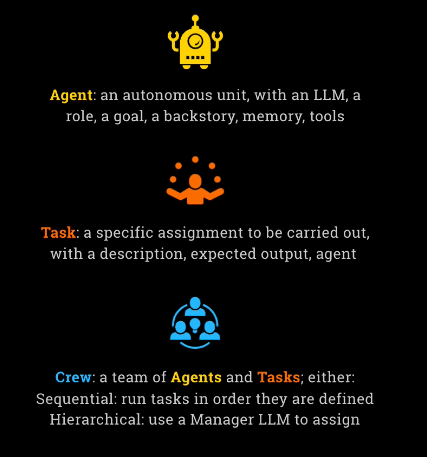 Agent: an autonomous unit, with an LLM, a
role, a goal, a backstory, memory, tools
Task: a specific assignment to be carried out,
with a description, expected output, agent
Crew: a team of Agents and Tasks; either:
Sequential: run tasks in order they are defined
Hierarchical: use a Manager LLM to assign